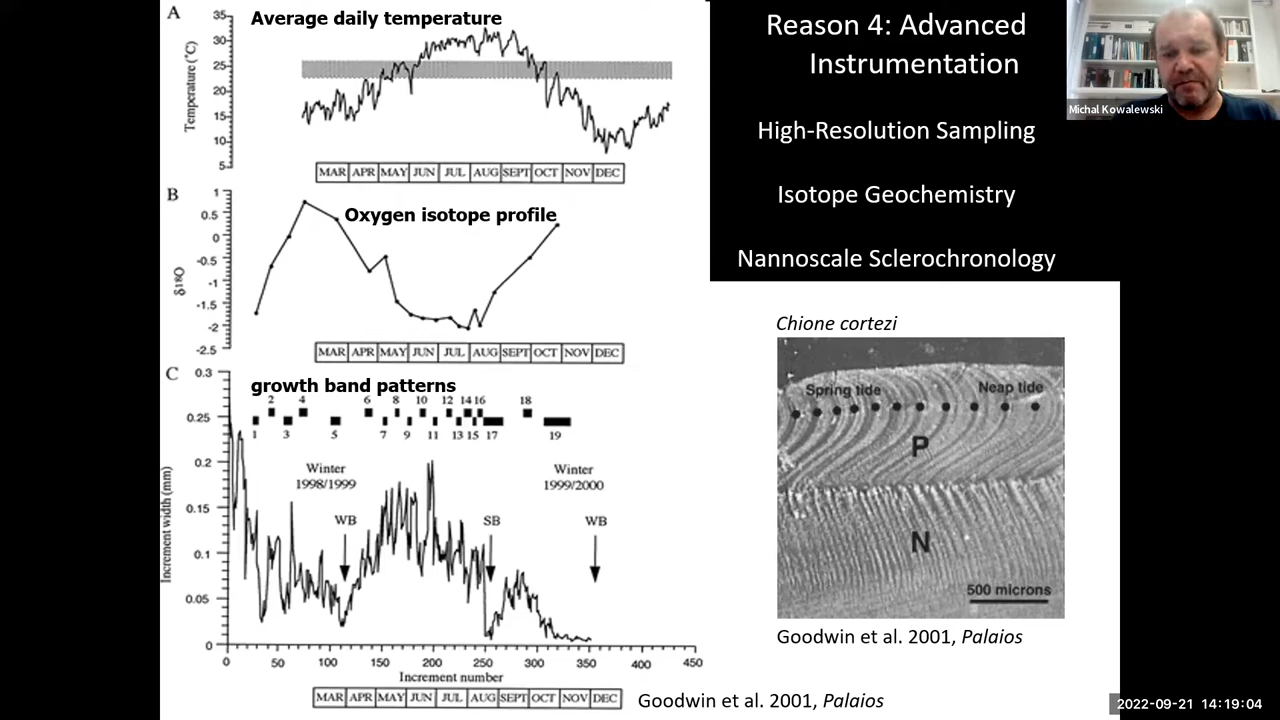 A
Average daily temperature
35
30
25
20
15
10
5
Temperature (°C)
MAR APR MAY JUN JUL AUG SEPT OCT NOV DEC
B
Oxygen isotope profile
1
0.5
0
-0.5
-1
-1.5
-2
-2.5
δ18O
MAR APR MAY JUN JUL AUG SEPT OCT NOV DEC
C
growth band patterns
0.3
0.25
0.2
0.15
0.1
0.05
0
Increment width (mm)
2 4 6 8 10 12 14 16 18
1 3 5 7 9 11 13 15 17 19
Winter
1998/1999
Winter
1999/2000
WB
SB
WB
0 50 100 150 200 250 300 350 400 450
Increment number
MAR APR MAY JUN JUL AUG SEPT OCT NOV DEC
Goodwin et al. 2001, Palaios
Reason 4: Advanced
Instrumentation
High-Resolution Sampling
Isotope Geochemistry
Nannoscale Sclerochronology
Michal Kowalewski
Chione cortezi
Spring tide
Neap tide
P
N
500 microns
Goodwin et al. 2001, Palaios
2022-09-21 14:19:04